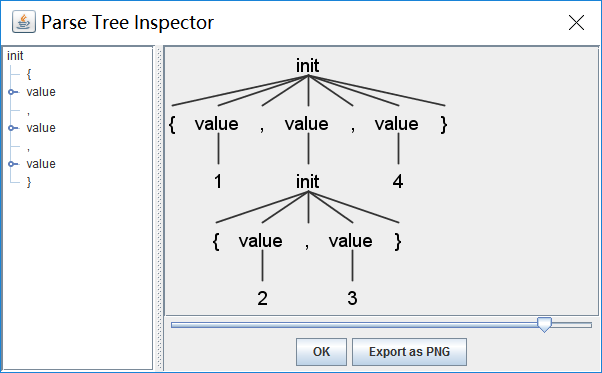 Parse Tree Inspector
init
{
value
,
value
,
value
}
init
{ value , value , value }
1 init 4
{ value , value }
2 3
OK Export as PNG